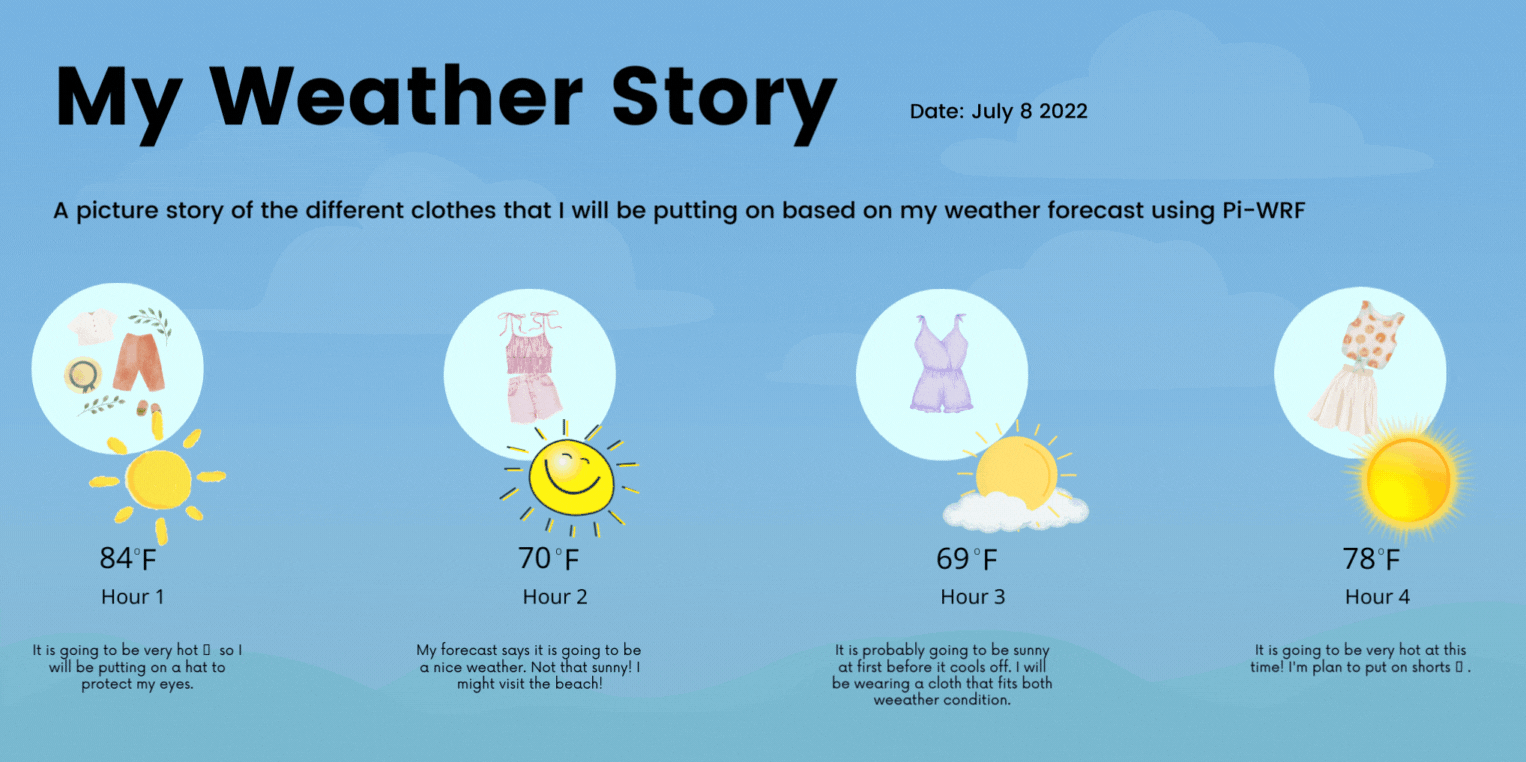 My Weather Story
Date: July 8 2022
A picture story of the different clothes that I will be putting on based on my weather forecast using Pi-WRF
84°F
Hour 1
It is going to be very hot ▯ so I
will be putting on a hat to
protect my eyes.
70°F
Hour 2
My forecast says it is going to be
a nice weather. Not that sunny! I
might visit the beach!
69°F
Hour 3
It is probably going to be sunny
at first before it cools off. I will
be wearing a cloth that fits both
weeather condition.
78°F
Hour 4
It is going to be very hot at this
time! I'm plan to put on shorts ▯ .